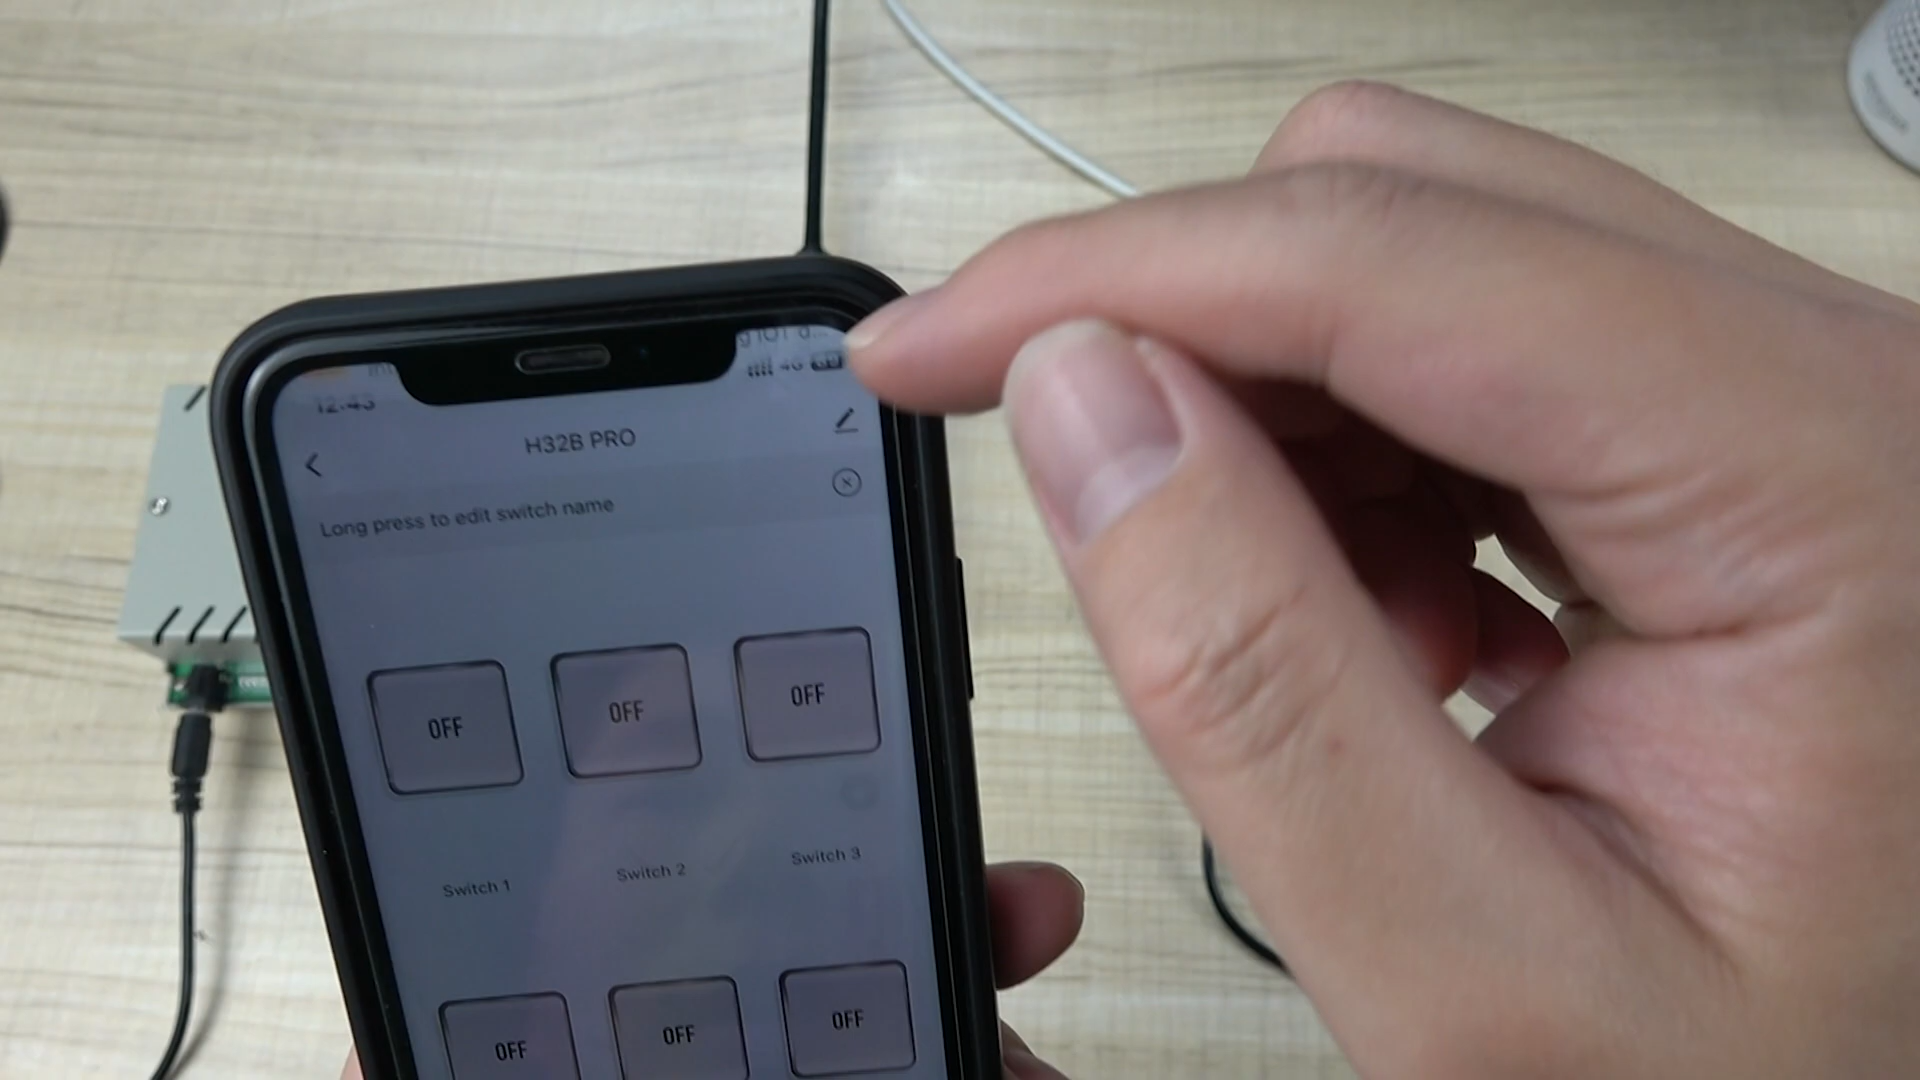 12:43
4G
H32B PRO
Long press to edit switch name
OFF
OFF
OFF
Switch 1
Switch 2
Switch 3
OFF
OFF
OFF